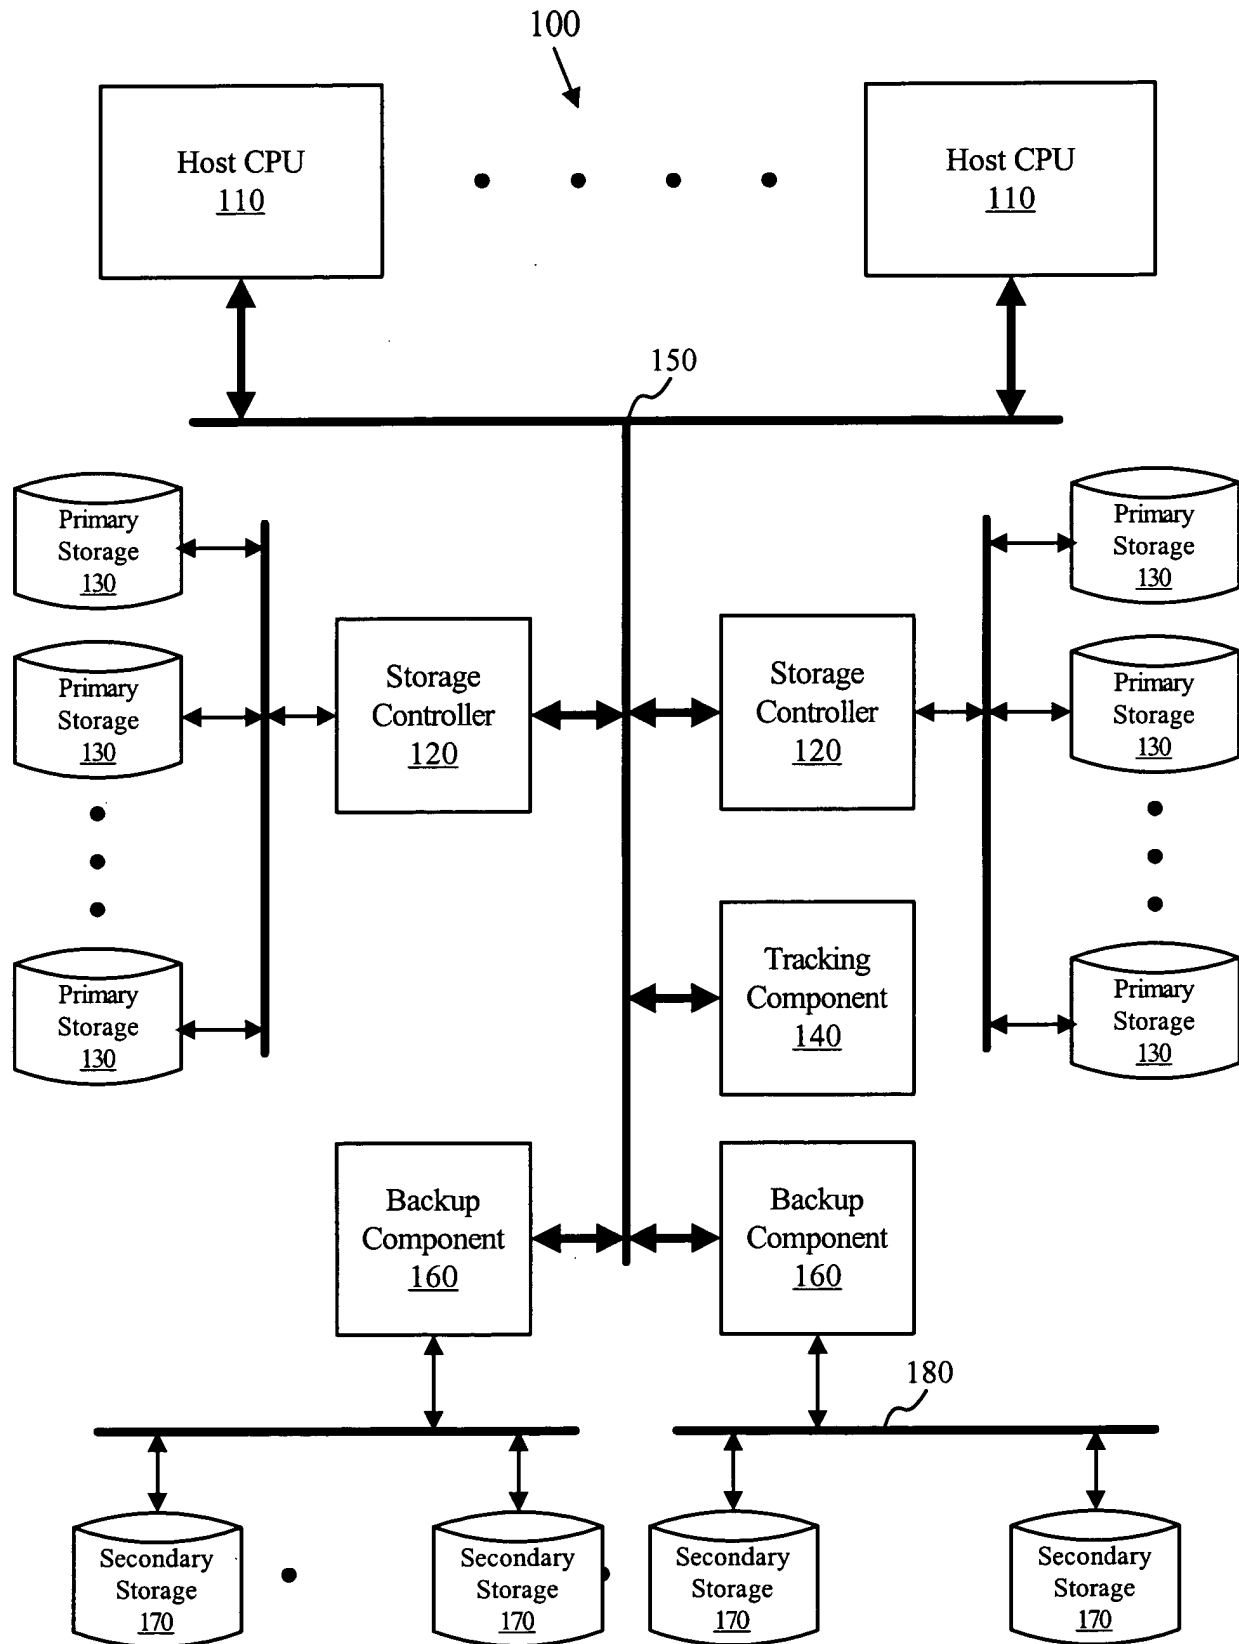 100
Host CPU
110
Host CPU
110
150
Primary
Storage
130
Primary
Storage
130
Primary
Storage
130
Primary
Storage
130
Storage
Controller
120
Storage
Controller
120
Tracking
Component
140
Primary
Storage
130
Primary
Storage
130
Backup
Component
160
Backup
Component
160
180
Secondary
Storage
170
Secondary
Storage
170
Secondary
Storage
170
Secondary
Storage
170